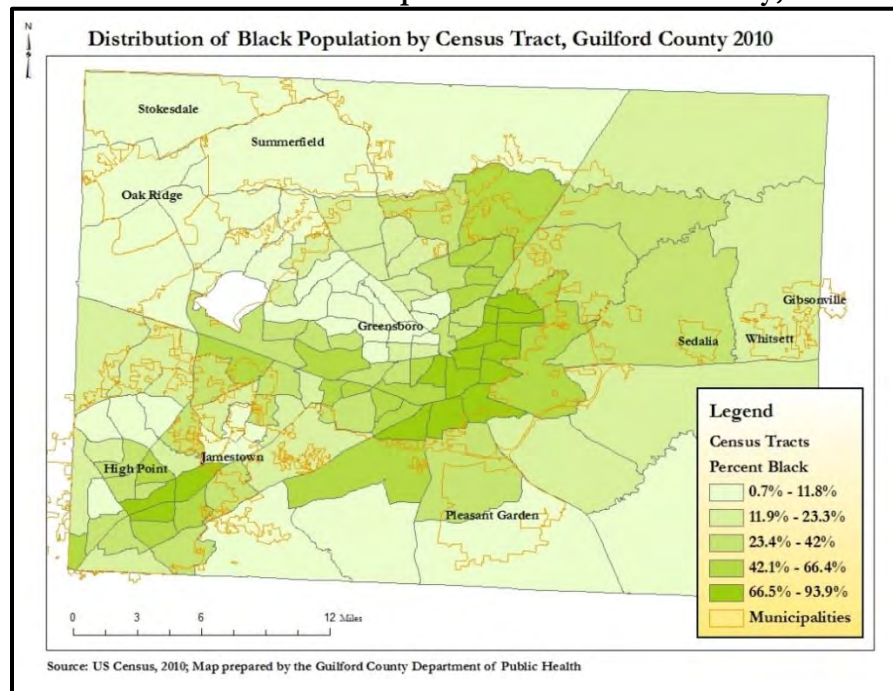 N
Distribution of Black Population by Census Tract, Guilford County 2010
Stokesdale
Summerfield
Oak Ridge
Greensboro
Gibsonville
Sedalia
Whitsett
High Point
Jamestown
Pleasant Garden
Legend
Census Tracts
Percent Black
0.7% - 11.8%
11.9% - 23.3%
23.4% - 42%
42.1% - 66.4%
66.5% - 93.9%
Municipalities
0 3 6 12 Miles
Source: US Census, 2010; Map prepared by the Guilford County Department of Public Health